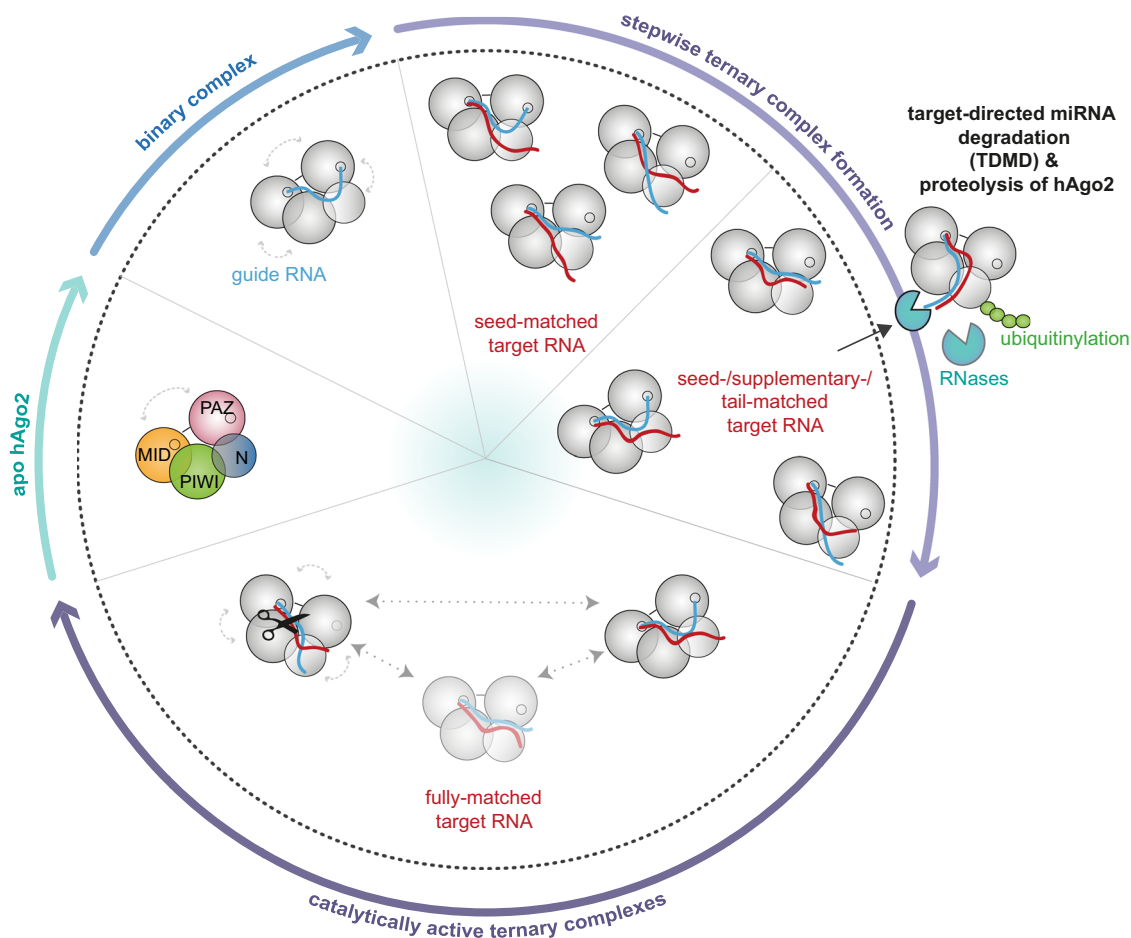 stepwise ternary complex formation
binary complex
target-directed miRNA
degradation
(TDMD) &
proteolysis of hAgo2
guide RNA
seed-matched
target RNA
ubiquitinylation
RNases
seed-/supplementary-/
tail-matched
target RNA
apo hAgo2
PAZ
MID
N
PIWI
fully-matched
target RNA
catalytically active ternary complexes